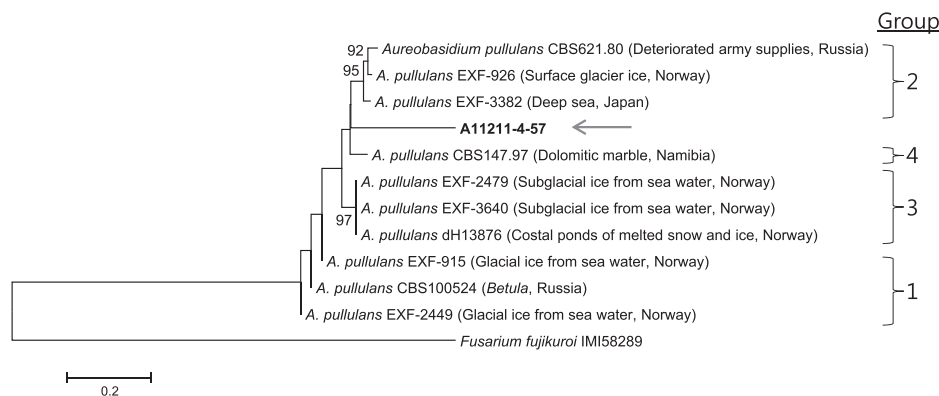 Group
92
Aureobasidium pullulans CBS621.80 (Deteriorated army supplies, Russia)
95
A. pullulans EXF-926 (Surface glacier ice, Norway)
2
A. pullulans EXF-3382 (Deep sea, Japan)
A11211-4-57
A. pullulans CBS147.97 (Dolomitic marble, Namibia)
4
A. pullulans EXF-2479 (Subglacial ice from sea water, Norway)
A. pullulans EXF-3640 (Subglacial ice from sea water, Norway)
3
97
A. pullulans dH13876 (Costal ponds of melted snow and ice, Norway)
A. pullulans EXF-915 (Glacial ice from sea water, Norway)
A. pullulans CBS100524 (Betula, Russia)
1
A. pullulans EXF-2449 (Glacial ice from sea water, Norway)
Fusarium fujikuroi IMI58289
0.2